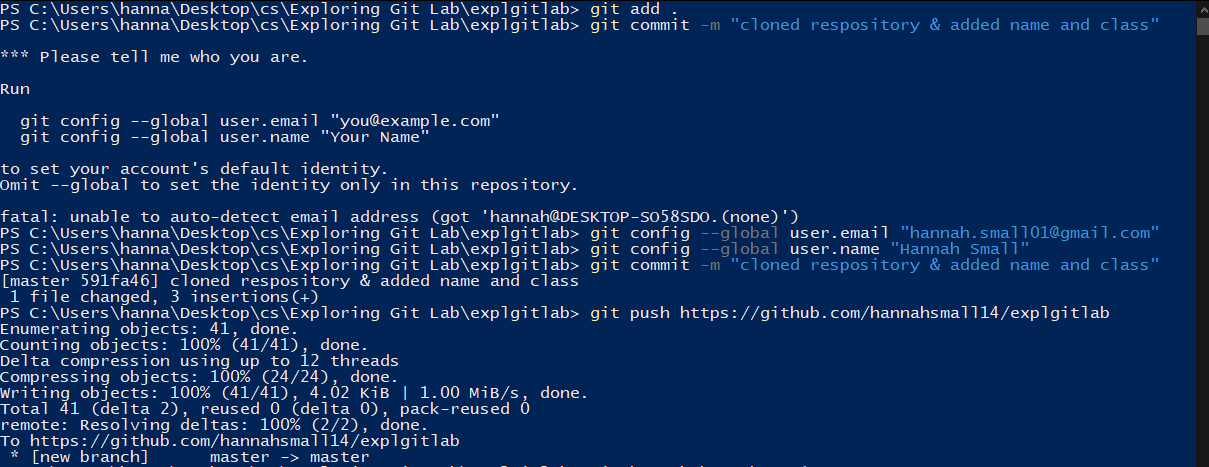 PS C:\Users\hanna\Desktop\cs\Exploring Git Lab\explgitlab> git add .
PS C:\Users\hanna\Desktop\cs\Exploring Git Lab\explgitlab> git commit -m "cloned respository & added name and class"
*** Please tell me who you are.
Run
git config --global user.email "you@example.com"
git config --global user.name "Your Name"
to set your account's default identity.
Omit --global to set the identity only in this repository.
fatal: unable to auto-detect email address (got 'hannah@DESKTOP-SO58SDO.(none)')
PS C:\Users\hanna\Desktop\cs\Exploring Git Lab\explgitlab> git config --global user.email "hannah.small01@gmail.com"
PS C:\Users\hanna\Desktop\cs\Exploring Git Lab\explgitlab> git config --global user.name "Hannah Small"
PS C:\Users\hanna\Desktop\cs\Exploring Git Lab\explgitlab> git commit -m "cloned respository & added name and class"
[master 591fa46] cloned respository & added name and class
1 file changed, 3 insertions(+)
PS C:\Users\hanna\Desktop\cs\Exploring Git Lab\explgitlab> git push https://github.com/hannahsmall14/explgitlab
Enumerating objects: 41, done.
Counting objects: 100% (41/41), done.
Delta compression using up to 12 threads
Compressing objects: 100% (24/24), done.
Writing objects: 100% (41/41), 4.02 KiB | 1.00 MiB/s, done.
Total 41 (delta 2), reused 0 (delta 0), pack-reused 0
remote: Resolving deltas: 100% (2/2), done.
To https://github.com/hannahsmall14/explgitlab
* [new branch]      master -> master